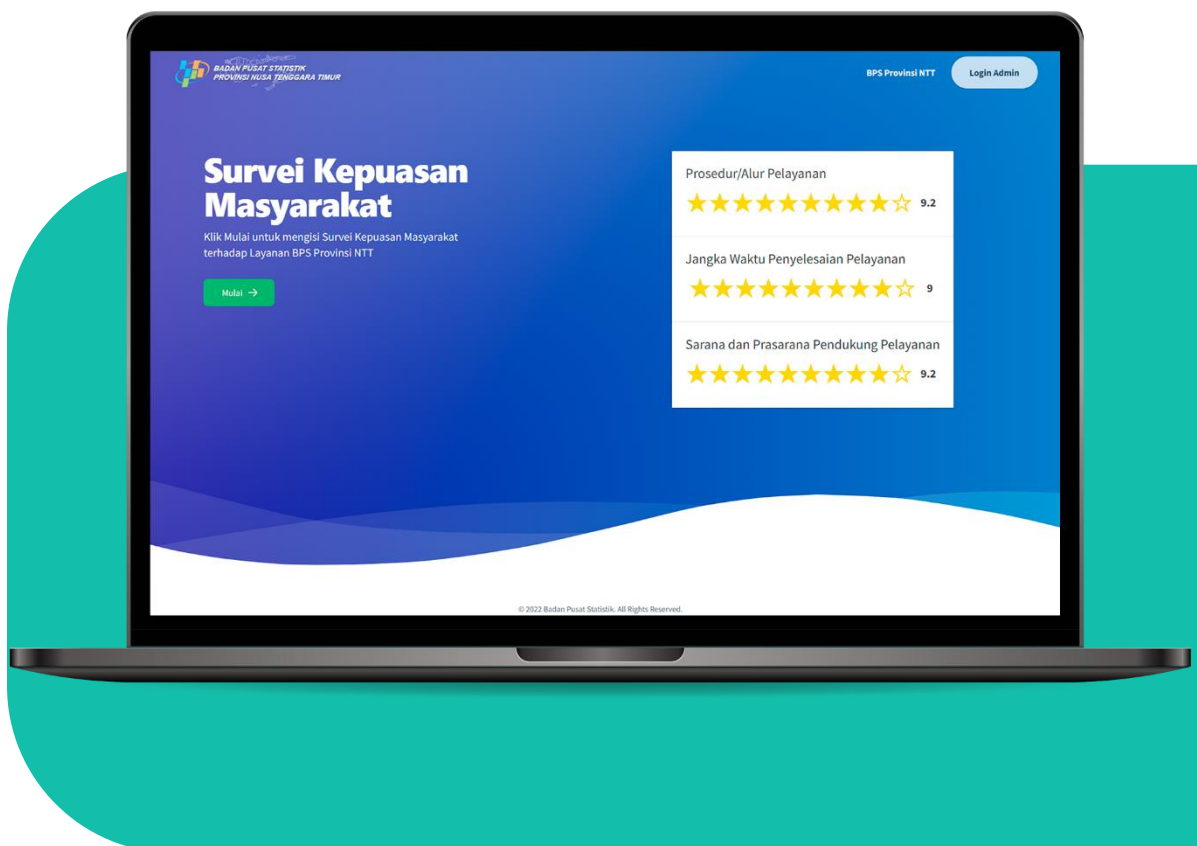 BADAN PUSAT STATISTIK
PROVINSI NUSA TENGGARA TIMUR
BPS Provinsi NTT
Login Admin
Survei Kepuasan
Masyarakat
Klik Mulai untuk mengisi Survei Kepuasan Masyarakat
terhadap Layanan BPS Provinsi NTT
Mulai →
Prosedur/Alur Pelayanan
9.2
Jangka Waktu Penyelesaian Pelayanan
9
Sarana dan Prasarana Pendukung Pelayanan
9.2
© 2022 Badan Pusat Statistik. All Rights Reserved.